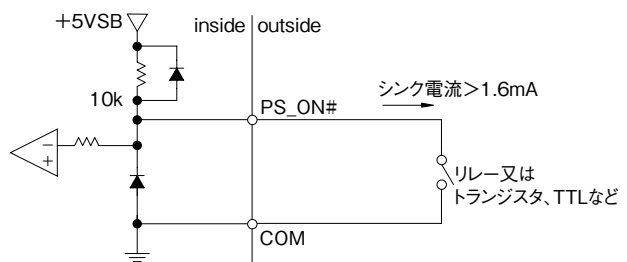 +5VSB
inside
outside
10k
PS_ON#
シンク電流>1.6mA
リレー又は
トランジスタ、TTLなど
COM